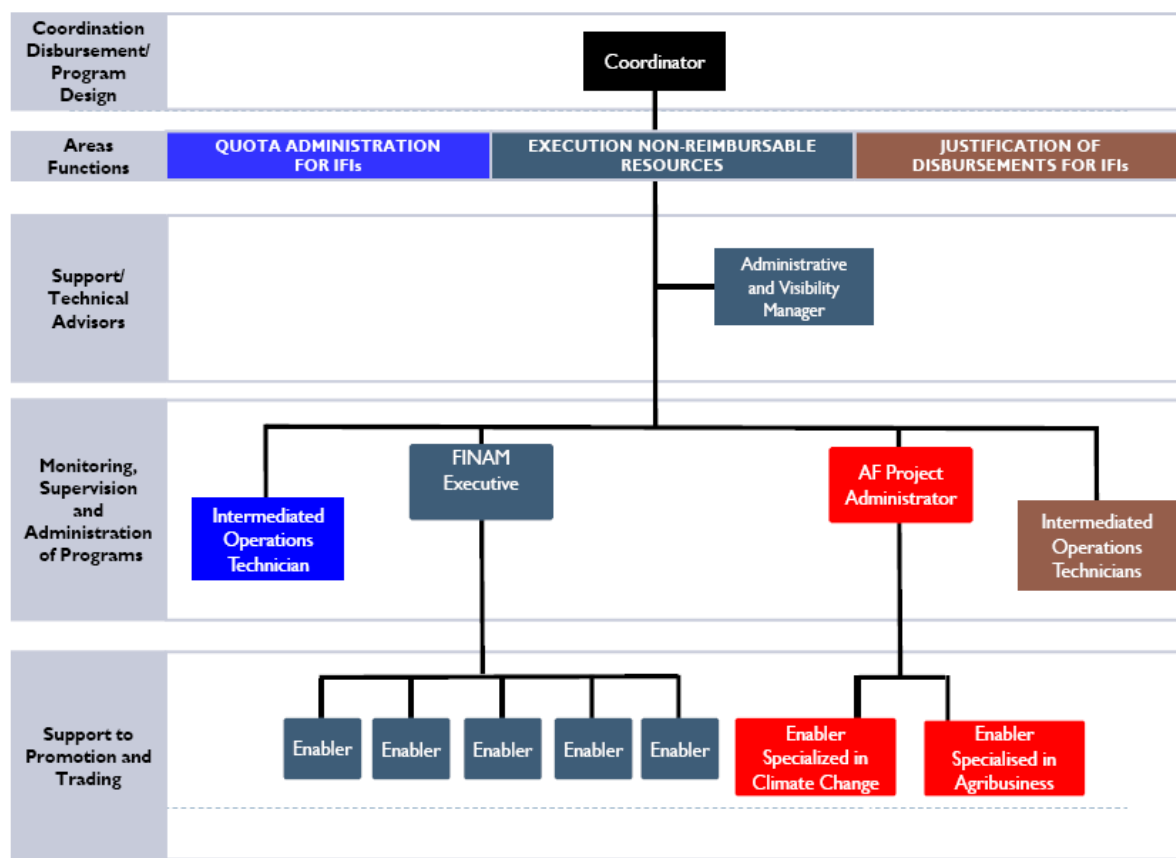 Coordination
Disbursement/
Program
Design
Coordinator
Areas
Functions
QUOTA ADMINISTRATION
FOR IFIs
EXECUTION NON-REIMBURSABLE
RESOURCES
JUSTIFICATION OF
DISBURSEMENTS FOR IFIs
Support/
Technical
Advisors
Administrative
and Visibility
Manager
Monitoring,
Supervision
and
Administration
of Programs
Intermediated
Operations
Technician
FINAM
Executive
AF Project
Administrator
Intermediated
Operations
Technicians
Support to
Promotion and
Trading
Enabler
Enabler
Enabler
Enabler
Enabler
Enabler
Specialized in
Climate Change
Enabler
Specialised in
Agribusiness